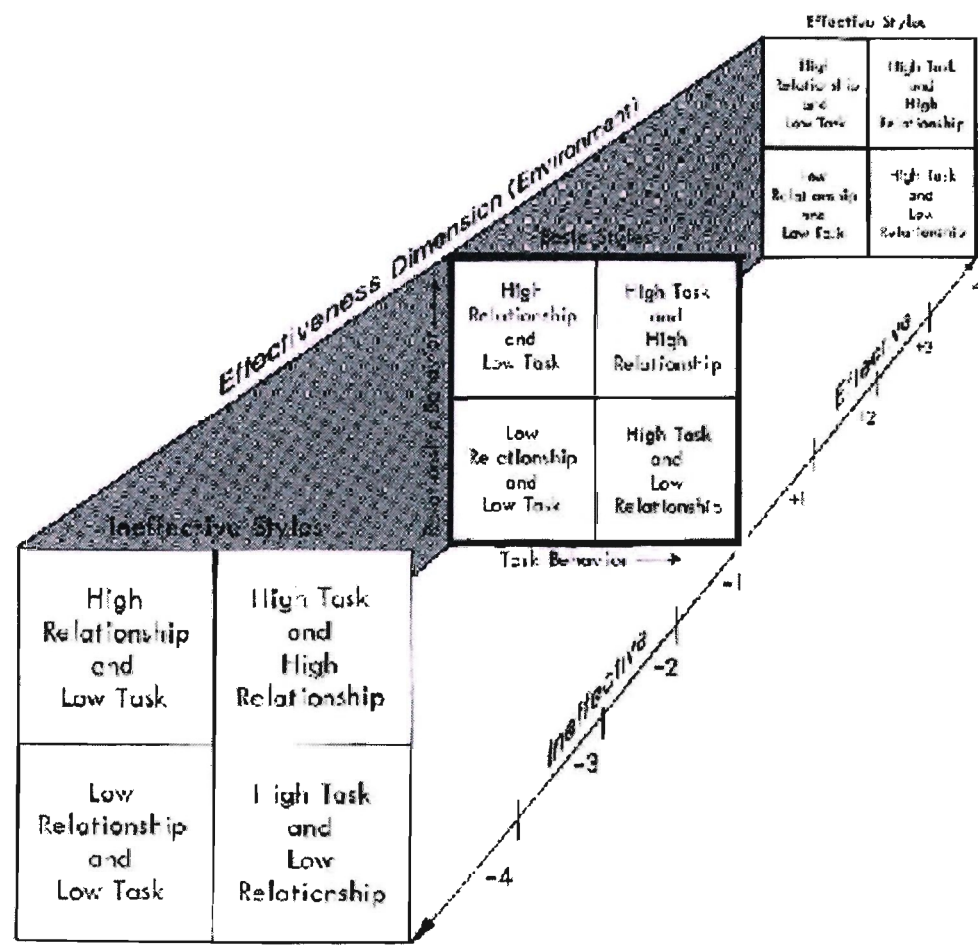 Effective Styles
High
Relationship
and
Low Task
High Task
and
High
Relationship
Low
Relationship
and
Low Task
High Task
and
Low
Relationship
Effectiveness Dimension (Environment)
Basic Styles
High
Relationship
and
Low Task
High Task
and
High
Relationship
Low
Relationship
and
Low Task
High Task
and
Low
Relationship
Relationship Behavior
Task Behavior
Ineffective Styles
High
Relationship
and
Low Task
High Task
and
High
Relationship
Low
Relationship
and
Low Task
High Task
and
Low
Relationship
Effective
+3
+2
+1
Ineffective
-1
-2
-3
-4